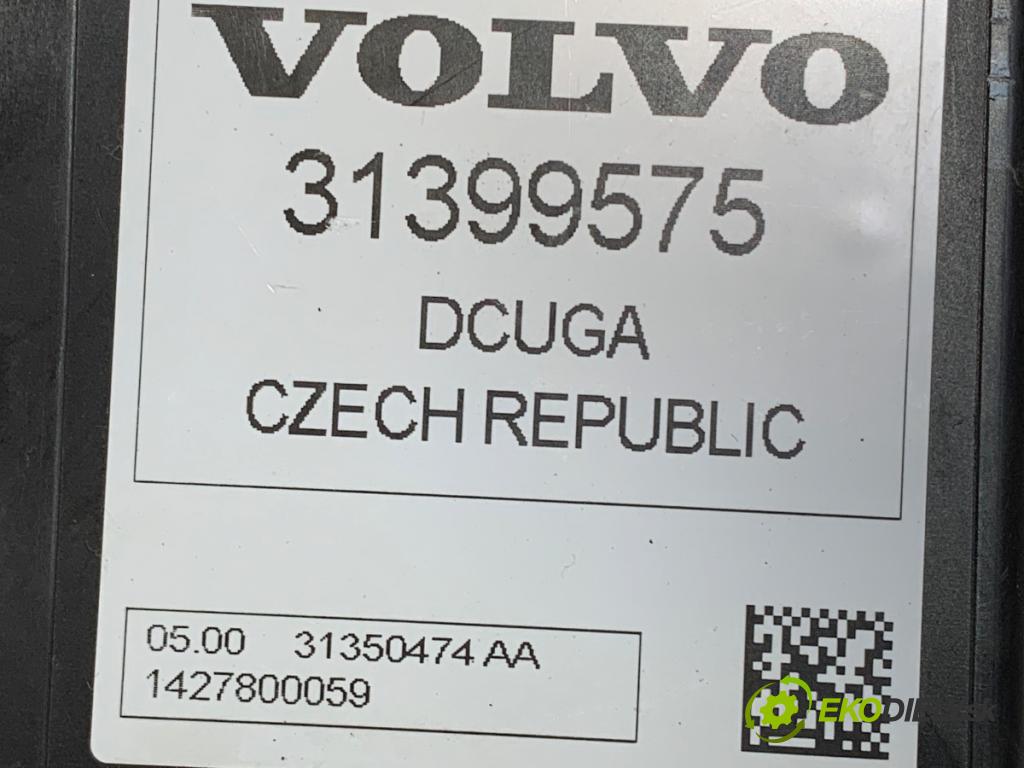 VOLVO
31399575
DCUGA
CZECH REPUBLIC
05.00 31350474 AA
1427800059